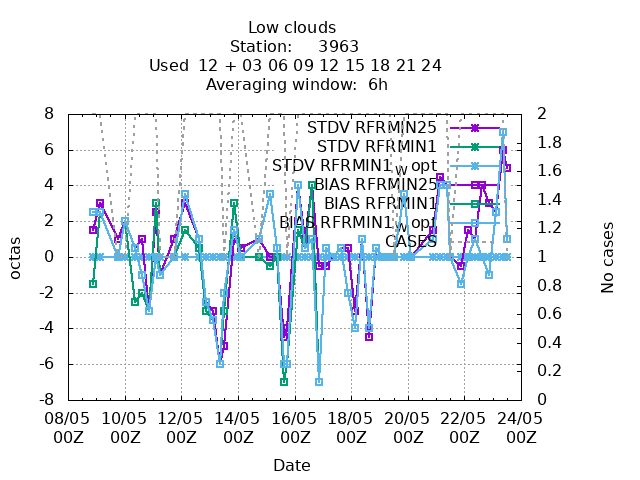 Low clouds
Station: 3963
Used 12 + 03 06 09 12 15 18 21 24
Averaging window: 6h
STDV RFRMIN25
STDV RFRMIN1
STDV RFRMIN1_w opt
BIAS RFRMIN25
BIAS RFRMIN1
BIAS RFRMIN1_w opt
CASES
octas
8
6
4
2
0
-2
-4
-6
-8
No cases
2
1.8
1.6
1.4
1.2
1
0.8
0.6
0.4
0.2
0
08/05 10/05 12/05 14/05 16/05 18/05 20/05 22/05 24/05
00Z 00Z 00Z 00Z 00Z 00Z 00Z 00Z 00Z
Date